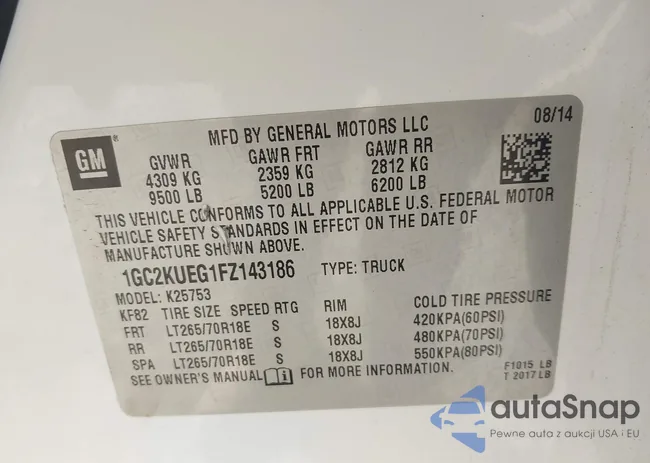 GM
MFD BY GENERAL MOTORS LLC 08/14
GVWR GAWR FRT GAWR RR
4309 KG 2359 KG 2812 KG
9500 LB 5200 LB 6200 LB
THIS VEHICLE CONFORMS TO ALL APPLICABLE U.S. FEDERAL MOTOR
VEHICLE SAFETY STANDARDS IN EFFECT ON THE DATE OF
MANUFACTURE SHOWN ABOVE.
1GC2KUEG1FZ143186 TYPE: TRUCK
MODEL: K25753
KF82 TIRE SIZE SPEED RTG RIM COLD TIRE PRESSURE
FRT LT265/70R18E S 18X8J 420KPA(60PSI)
RR LT265/70R18E S 18X8J 480KPA(70PSI)
SPA LT265/70R18E S 18X8J 550KPA(80PSI)
SEE OWNER'S MANUAL i FOR MORE INFORMATION.
F1015 LB
T 2017 LB
autaSnap
Pewne auta z aukcji USA i EU